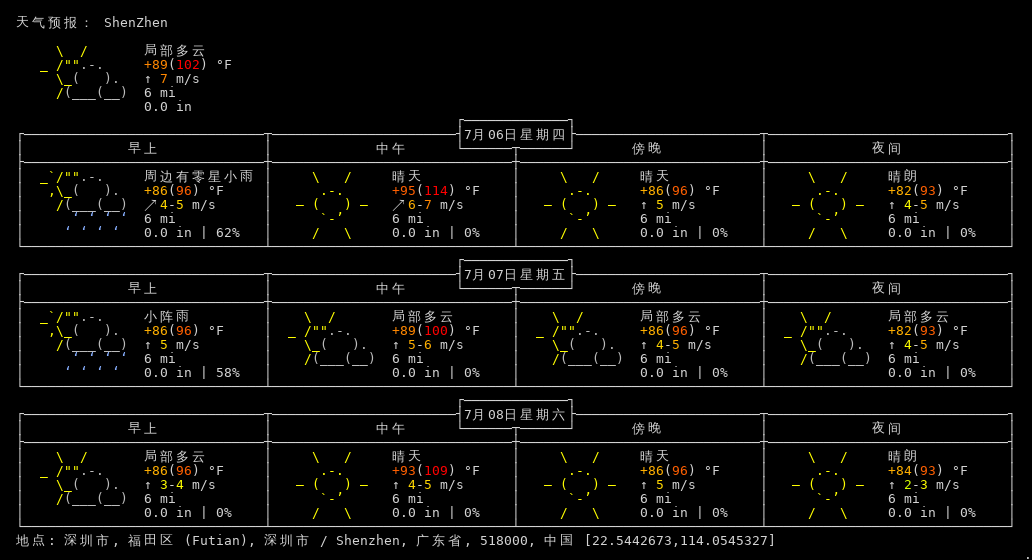 天气预报： ShenZhen
局部多云
+89(102) °F
↑ 7 m/s
6 mi
0.0 in
7月06日星期四
早上 中午 傍晚 夜间
周边有零星小雨 晴天 晴天 晴朗
+86(96) °F +95(114) °F +86(96) °F +82(93) °F
↗ 4-5 m/s ↗ 6-7 m/s ↑ 5 m/s ↑ 4-5 m/s
6 mi 6 mi 6 mi 6 mi
0.0 in | 62% 0.0 in | 0% 0.0 in | 0% 0.0 in | 0%
7月07日星期五
早上 中午 傍晚 夜间
小阵雨 局部多云 局部多云 局部多云
+86(96) °F +89(100) °F +86(96) °F +82(93) °F
↑ 5 m/s ↑ 5-6 m/s ↑ 4-5 m/s ↑ 4-5 m/s
6 mi 6 mi 6 mi 6 mi
0.0 in | 58% 0.0 in | 0% 0.0 in | 0% 0.0 in | 0%
7月08日星期六
早上 中午 傍晚 夜间
局部多云 晴天 晴天 晴朗
+86(96) °F +93(109) °F +86(96) °F +84(93) °F
↑ 3-4 m/s ↑ 4-5 m/s ↑ 5 m/s ↑ 2-3 m/s
6 mi 6 mi 6 mi 6 mi
0.0 in | 0% 0.0 in | 0% 0.0 in | 0% 0.0 in | 0%
地点: 深圳市, 福田区 (Futian), 深圳市 / Shenzhen, 广东省, 518000, 中国 [22.5442673,114.0545327]